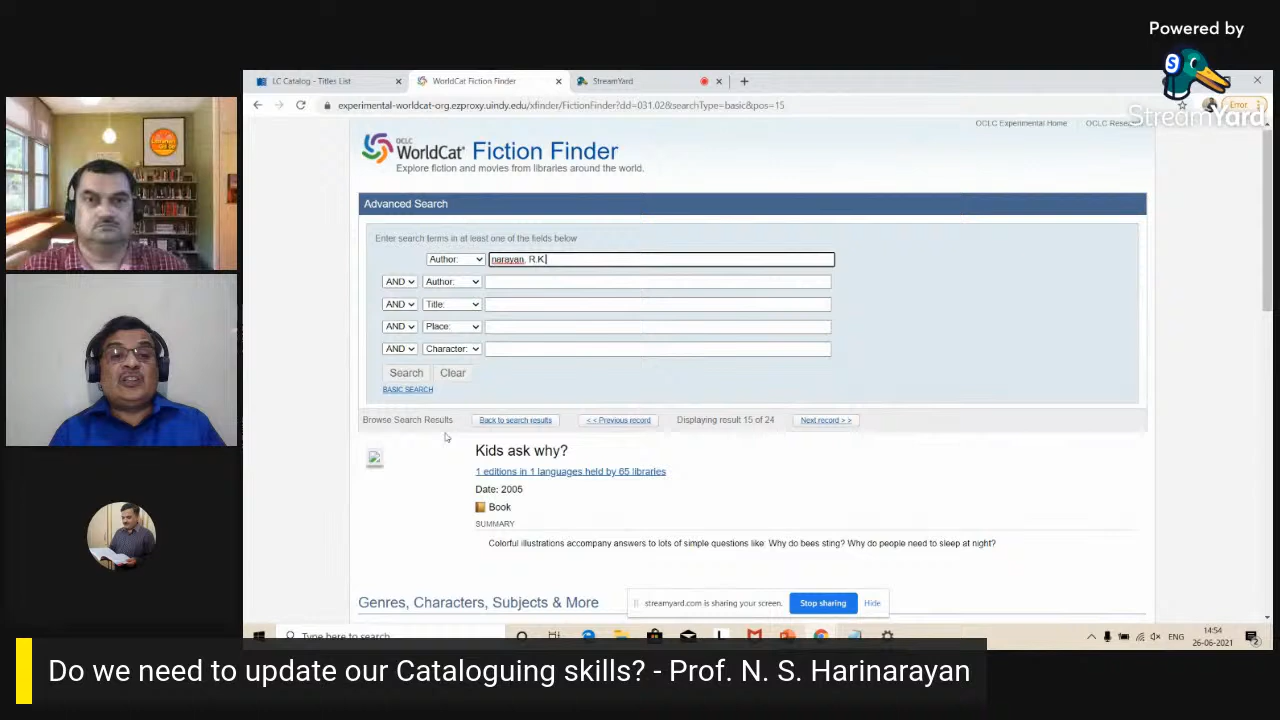 Powered by
S
StreamYard
LC Catalog - Titles List
WorldCat Fiction Finder
StreamYard
experimental-worldcat-org.ezproxy.uindy.edu/xfinder/FictionFinder?dd=031.02&searchType=basic&pos=15
Error
OCLC Experimental Home
OCLC Rese
OCLC
WorldCat® Fiction Finder
Explore fiction and movies from libraries around the world.
Advanced Search
Enter search terms in at least one of the fields below
Author: narayan, R.K
AND Author:
AND Title:
AND Place:
AND Character:
Search Clear
BASIC SEARCH
Browse Search Results Back to search results < < Previous record Displaying result 15 of 24 Next record > >
Kids ask why?
1 editions in 1 languages held by 65 libraries
Date: 2005
Book
SUMMARY
Colorful illustrations accompany answers to lots of simple questions like: Why do bees sting? Why do people need to sleep at night?
Genres, Characters, Subjects & More
streamyard.com is sharing your screen. Stop sharing Hide
Type here to search
ENG
14:54
26-06-2021
2
Do we need to update our Cataloguing skills? - Prof. N. S. Harinarayan